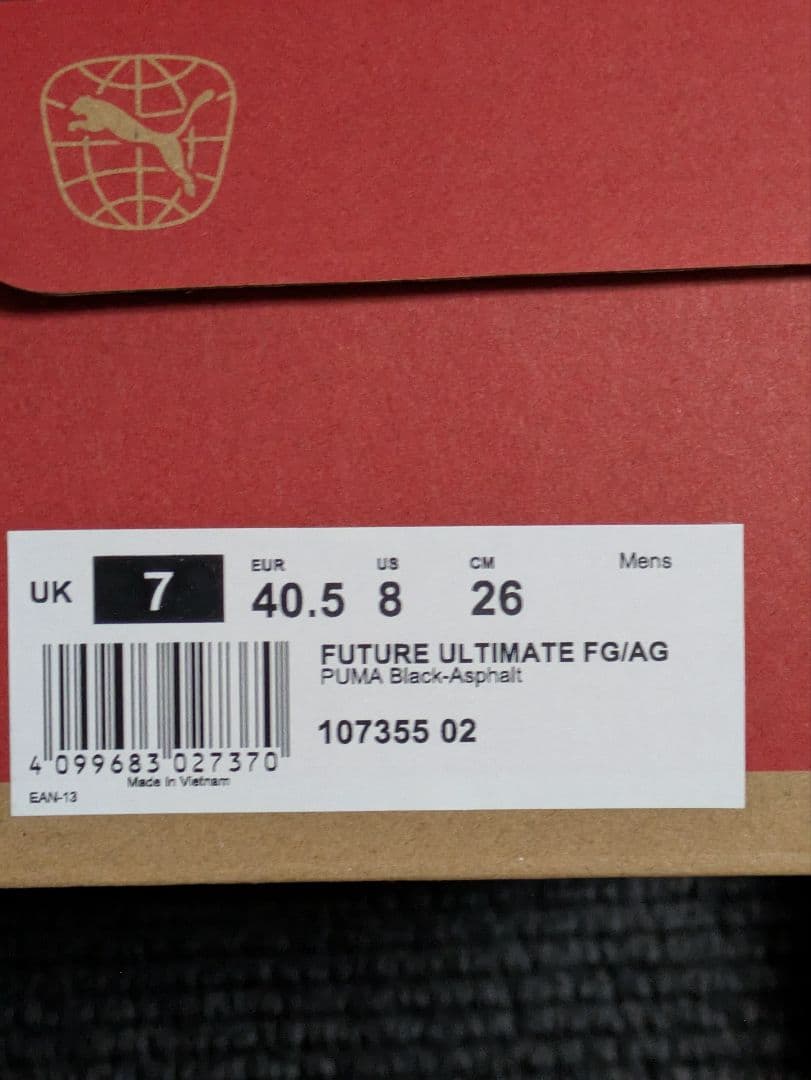 EUR US CM Mens
UK 7 40.5 8 26
FUTURE ULTIMATE FG/AG
PUMA Black-Asphalt
107355 02
4 099683 027370
Made in Vietnam
EAN-13